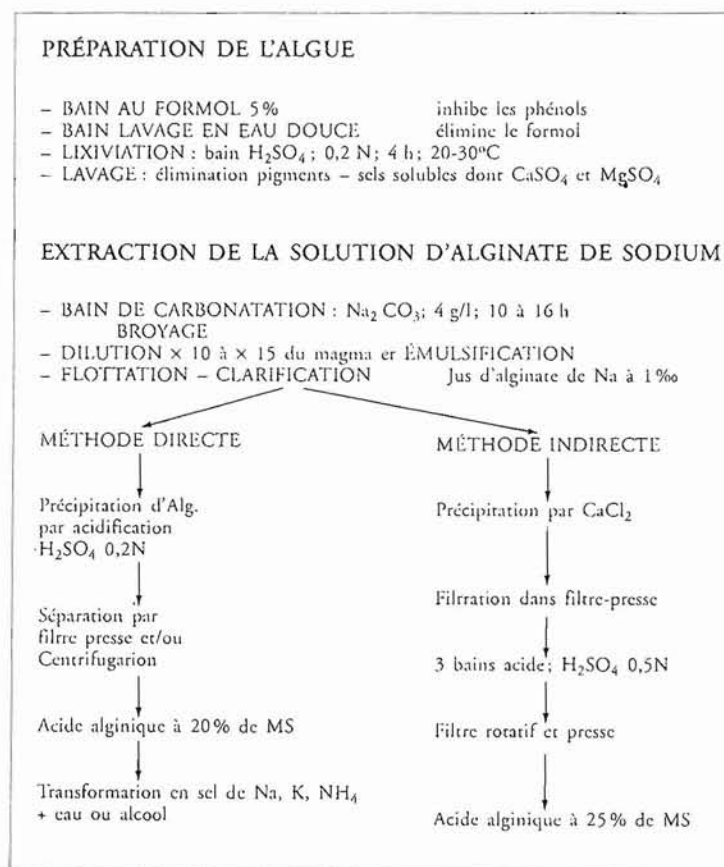 PRÉPARATION DE L'ALGUE
– BAIN AU FORMOL 5% inhibe les phénols
– BAIN LAVAGE EN EAU DOUCE élimine le formol
– LIXIVIATION : bain H₂SO₄ ; 0,2 N ; 4 h ; 20-30°C
– LAVAGE : élimination pigments – sels solubles dont CaSO₄ et MgSO₄
EXTRACTION DE LA SOLUTION D'ALGINATE DE SODIUM
– BAIN DE CARBONATATION : Na₂ CO₃; 4 g/l; 10 à 16 h
BROYAGE
– DILUTION × 10 à × 15 du magma er ÉMULSIFICATION
– FLOTTATION – CLARIFICATION Jus d'alginate de Na à 1‰
MÉTHODE DIRECTE
Précipitation d'Alg.
par acidification
H₂SO₄ 0,2N
Séparation par
filrre presse et/ou
Centrifugarion
Acide alginique à 20% de MS
Transformation en sel de Na, K, NH₄
+ eau ou alcool
MÉTHODE INDIRECTE
Précipitation par CaCl₂
Filrration dans filtre-presse
3 bains acide; H₂SO₄ 0,5N
Filtre rotatif et presse
Acide alginique à 25% de MS